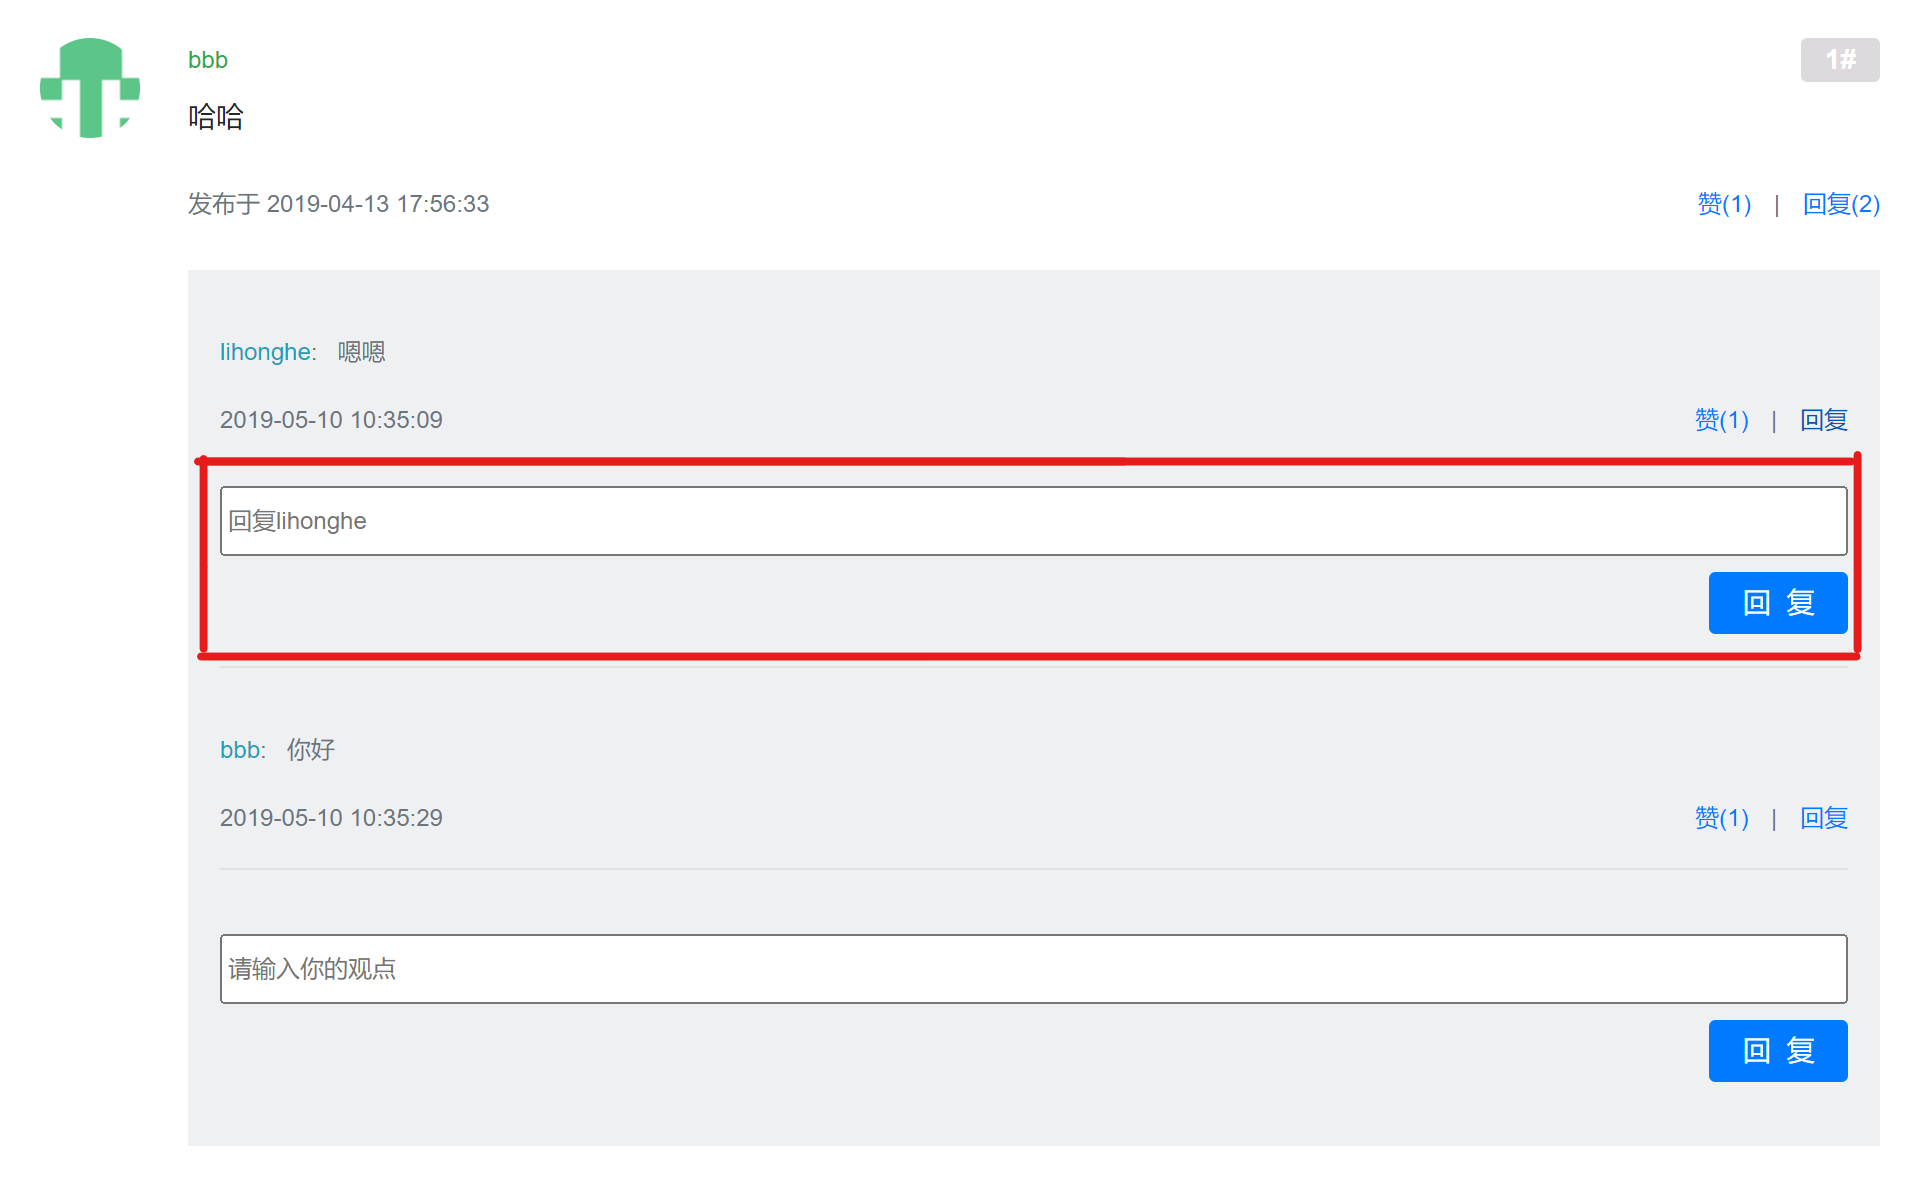 bbb 1#
哈哈
发布于 2019-04-13 17:56:33 赞(1) | 回复(2)
lihonghe: 嗯嗯
2019-05-10 10:35:09 赞(1) | 回复
回复lihonghe
回 复
bbb: 你好
2019-05-10 10:35:29 赞(1) | 回复
请输入你的观点
回 复